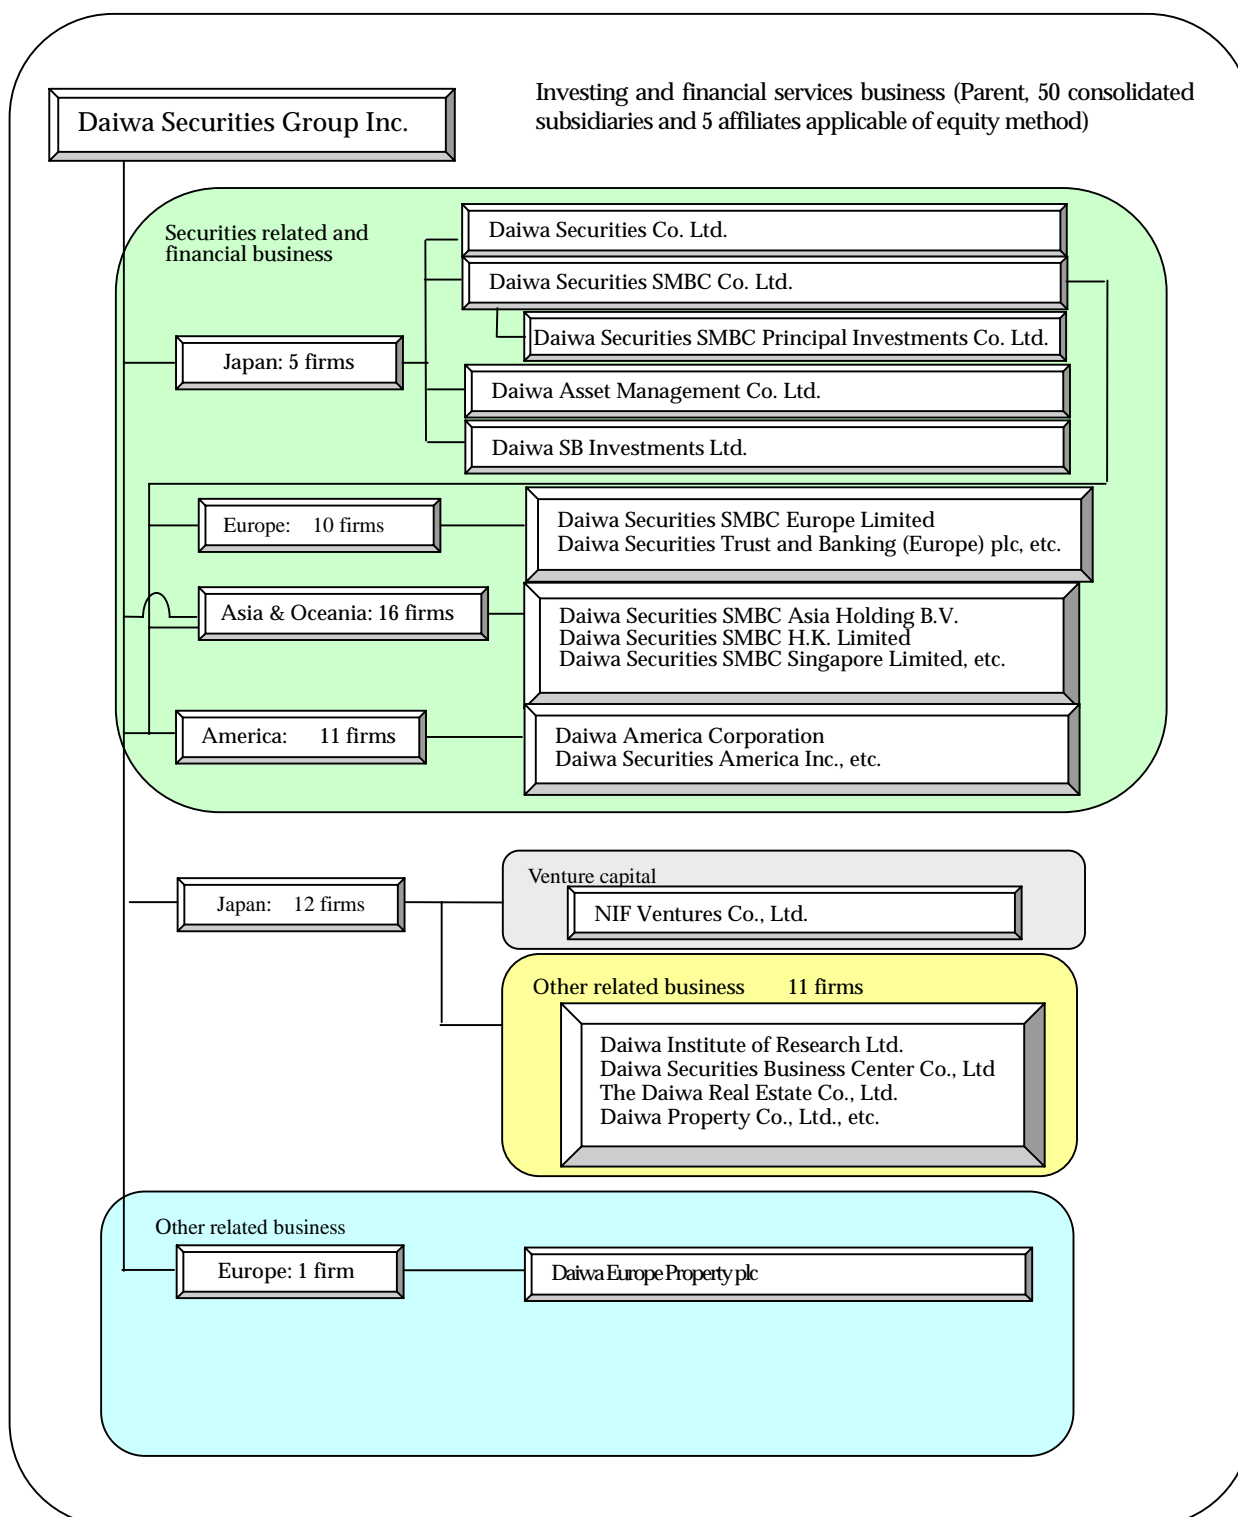 Daiwa Securities Group Inc.
Investing and financial services business (Parent, 50 consolidated
subsidiaries and 5 affiliates applicable of equity method)
Securities related and
financial business
Daiwa Securities Co. Ltd.
Daiwa Securities SMBC Co. Ltd.
Daiwa Securities SMBC Principal Investments Co. Ltd.
Japan: 5 firms
Daiwa Asset Management Co. Ltd.
Daiwa SB Investments Ltd.
Europe: 10 firms
Daiwa Securities SMBC Europe Limited
Daiwa Securities Trust and Banking (Europe) plc, etc.
Asia & Oceania: 16 firms
Daiwa Securities SMBC Asia Holding B.V.
Daiwa Securities SMBC H.K. Limited
Daiwa Securities SMBC Singapore Limited, etc.
America: 11 firms
Daiwa America Corporation
Daiwa Securities America Inc., etc.
Japan: 12 firms
Venture capital
NIF Ventures Co., Ltd.
Other related business 11 firms
Daiwa Institute of Research Ltd.
Daiwa Securities Business Center Co., Ltd
The Daiwa Real Estate Co., Ltd.
Daiwa Property Co., Ltd., etc.
Other related business
Europe: 1 firm
Daiwa Europe Property plc